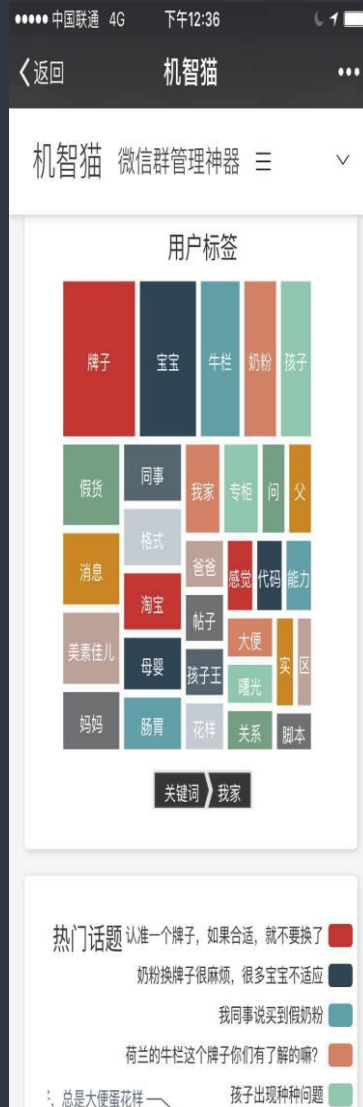 中国联通 4G 下午12:36
返回 机智猫
机智猫 微信群管理神器
用户标签
牌子 宝宝 牛栏 奶粉 孩子
假货 同事 我家 专柜 问 父
格式
消息 爸爸 感觉 代码 能力
淘宝 帖子
美素佳儿 母婴 孩子王 大便 实 区
曙光
妈妈 肠胃 花样 关系 脚本
关键词 我家
热门话题 认准一个牌子，如果合适，就不要换了
奶粉换牌子很麻烦，很多宝宝不适应
我同事说买到假奶粉
荷兰的牛栏这个牌子你们有了解的嘛?
孩子出现种种问题
、总是大便蛋花样